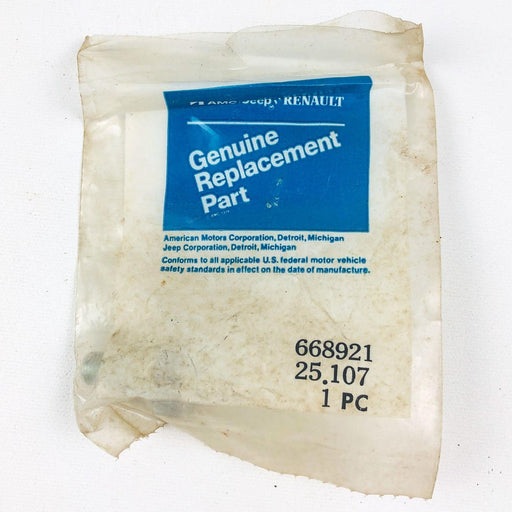 AMC Jeep RENAULT
Genuine
Replacement
Part
American Motors Corporation, Detroit, Michigan
Jeep Corporation, Detroit, Michigan
Conforms to all applicable U.S. federal motor vehicle
safety standards in effect on the date of manufacture.
668921
25.107
1 PC